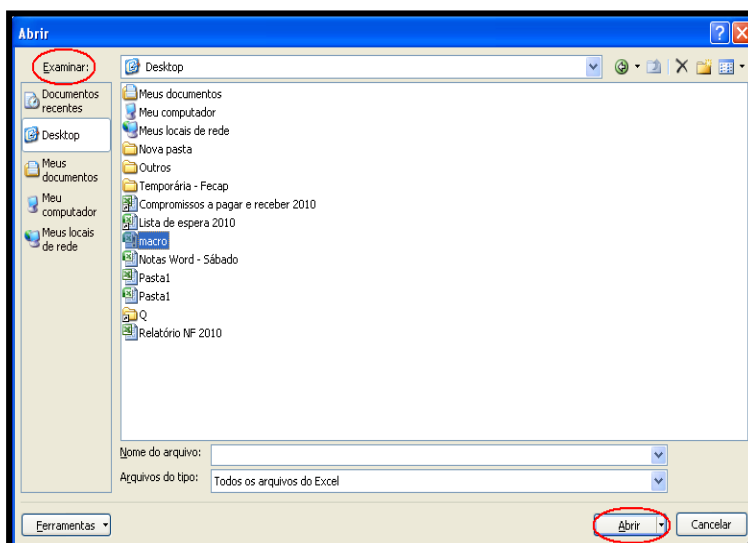 Abrir
Examinar:
Desktop
Documentos
recentes
Desktop
Meus
documentos
Meu
computador
Meus locais
de rede
Meus documentos
Meu computador
Meus locais de rede
Nova pasta
Outros
Temporária - Fecap
Compromissos a pagar e receber 2010
Lista de espera 2010
macro
Notas Word - Sábado
Pasta1
Pasta1
Q
Relatório NF 2010
Nome do arquivo:
Arquivos do tipo:
Todos os arquivos do Excel
Ferramentas
Abrir
Cancelar